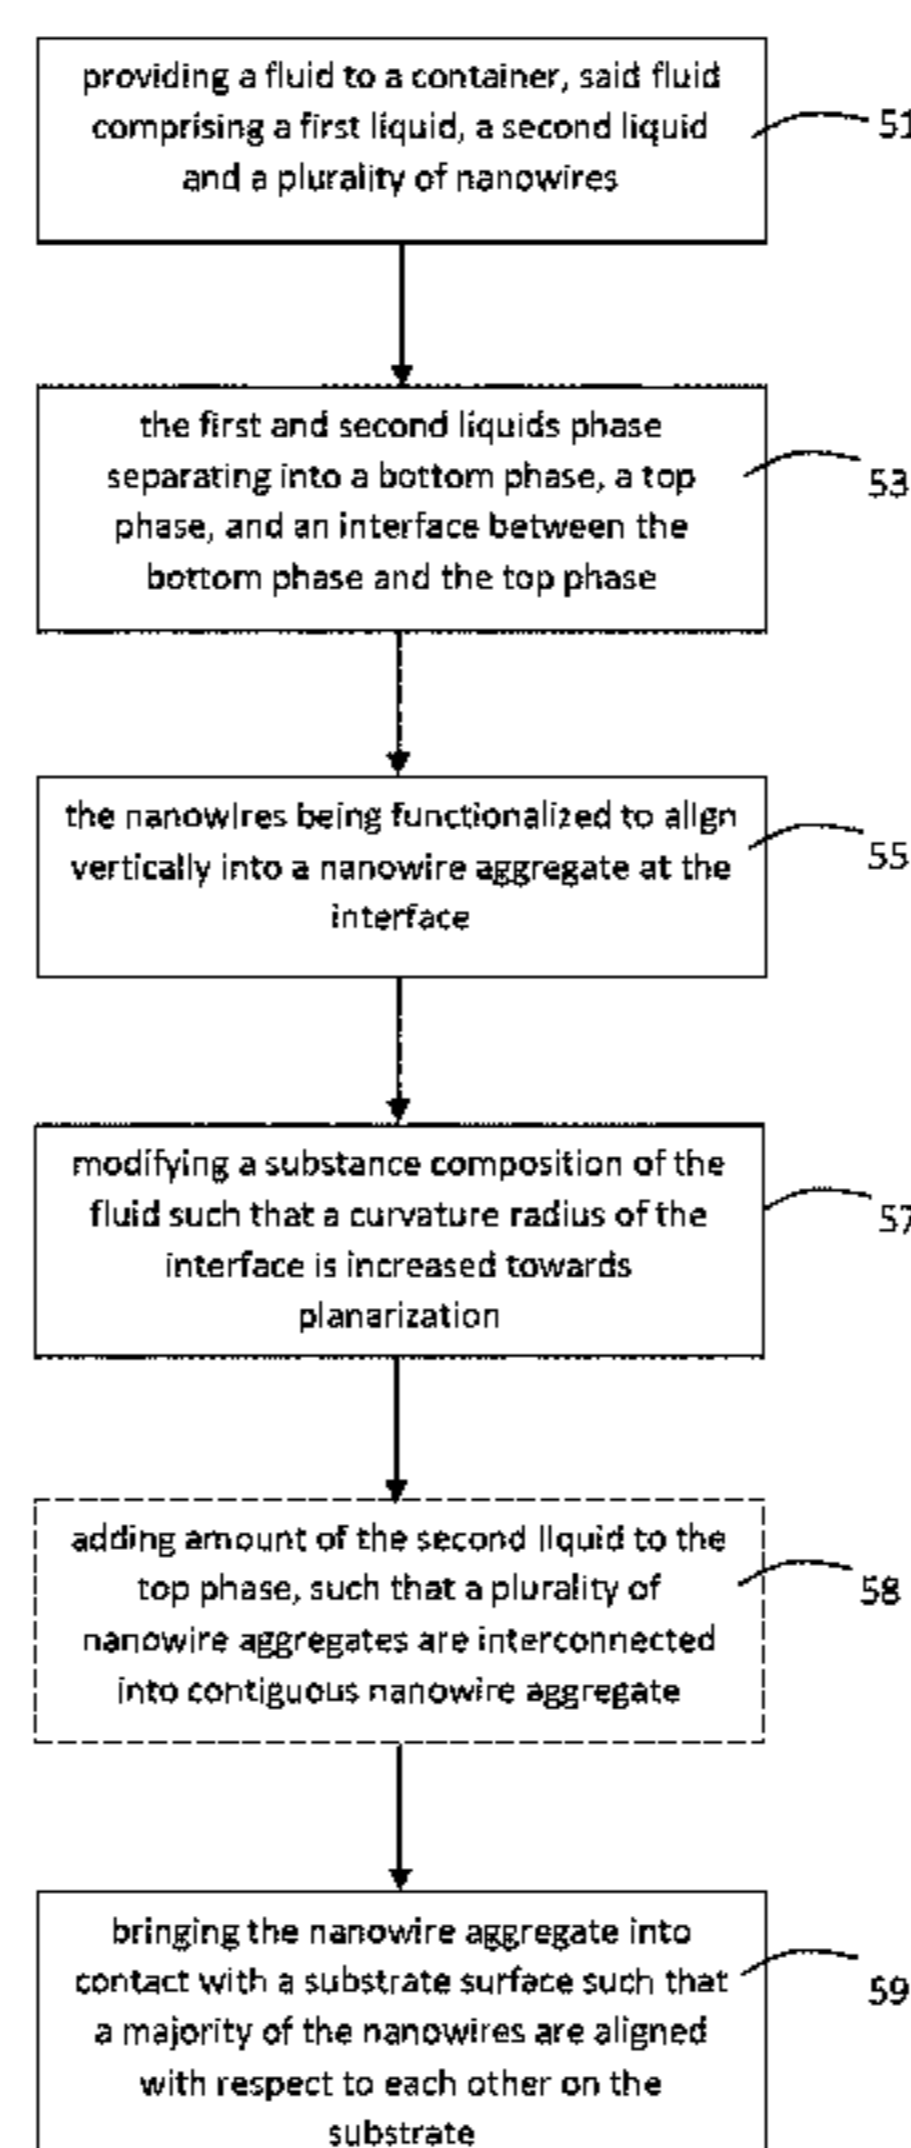 providing a fluid to a container, said fluid
comprising a first liquid, a second liquid
and a plurality of nanowires
51
the first and second liquids phase
separating into a bottom phase, a top
phase, and an interface between the
bottom phase and the top phase
53
the nanowires being functionalized to align
vertically into a nanowire aggregate at the
interface
55
modifying a substance composition of the
fluid such that a curvature radius of the
interface is increased towards
planarization
57
adding amount of the second liquid to the
top phase, such that a plurality of
nanowire aggregates are interconnected
into contiguous nanowire aggregate
58
bringing the nanowire aggregate into
contact with a substrate surface such that
a majority of the nanowires are aligned
with respect to each other on the
substrate
59